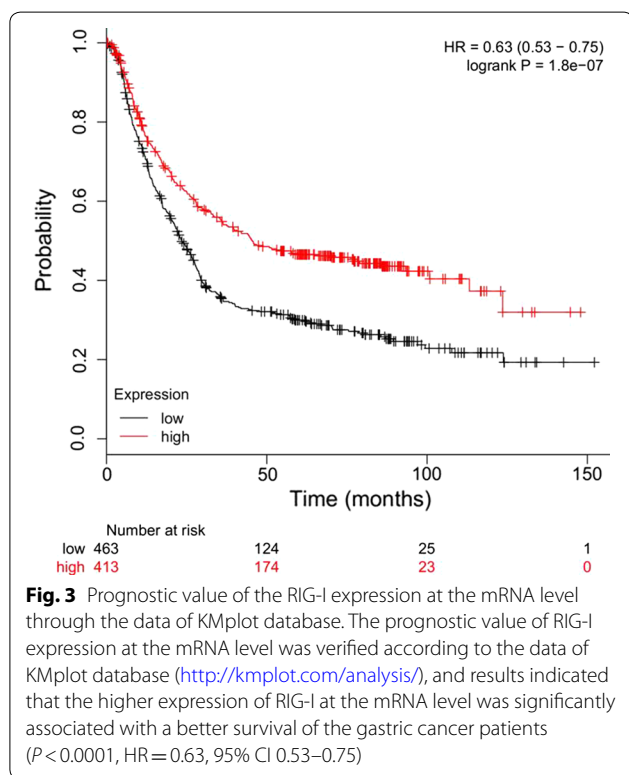 HR = 0.63 (0.53 − 0.75)
logrank P = 1.8e−07
1.0
0.8
0.6
0.4
0.2
0.0
Probability
Expression
low
high
0 50 100 150
Time (months)
Number at risk
low 463 124 25 1
high 413 174 23 0
Fig. 3 Prognostic value of the RIG-I expression at the mRNA level
through the data of KMplot database. The prognostic value of RIG-I
expression at the mRNA level was verified according to the data of
KMplot database (http://kmplot.com/analysis/), and results indicated
that the higher expression of RIG-I at the mRNA level was significantly
associated with a better survival of the gastric cancer patients
(P < 0.0001, HR = 0.63, 95% CI 0.53–0.75)